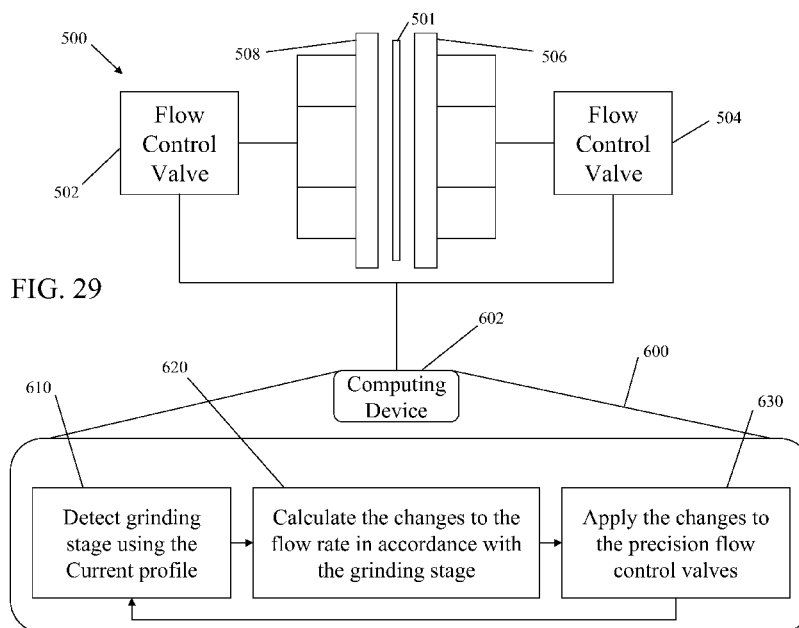 501
500
508
506
Flow
Control
Valve
Flow
Control
Valve
504
502
FIG. 29
602
620
600
610
Computing
Device
630
Detect grinding
stage using the
Current profile
Calculate the changes to the
flow rate in accordance with
the grinding stage
Apply the changes to
the precision flow
control valves